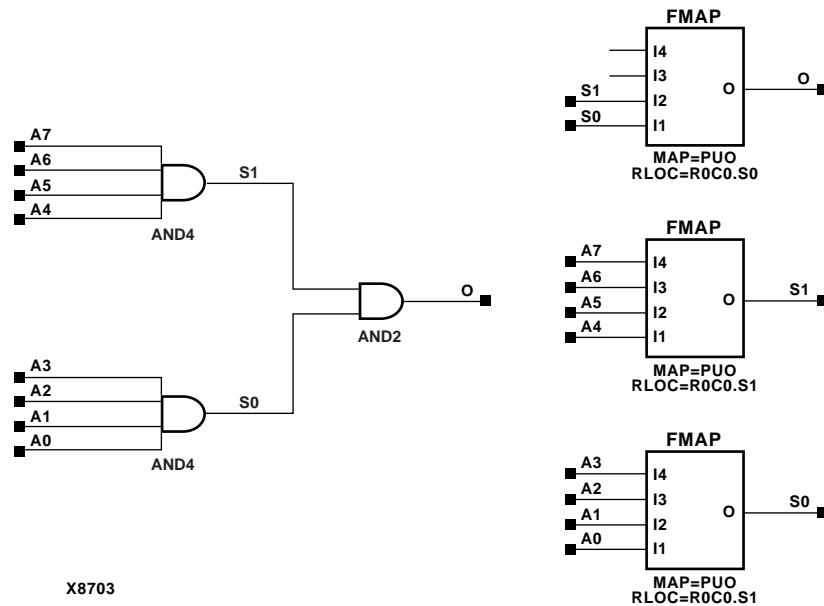 A7
A6
A5
A4
S1
AND4
A3
A2
A1
A0
S0
AND4
O
AND2
X8703
FMAP
I4
I3
S1 I2
S0 I1
O O
MAP=PUO
RLOC=R0C0.S0
FMAP
A7 I4
A6 I3
A5 I2
A4 I1
O S1
MAP=PUO
RLOC=R0C0.S1
FMAP
A3 I4
A2 I3
A1 I2
A0 I1
O S0
MAP=PUO
RLOC=R0C0.S1